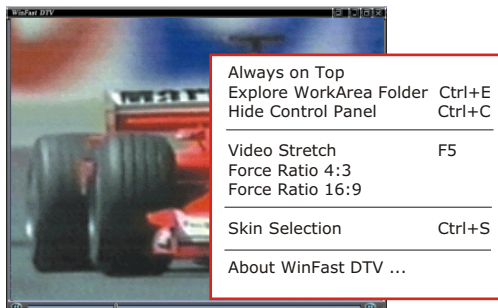 WinFast DTV
Always on Top
Explore WorkArea Folder Ctrl+E
Hide Control Panel Ctrl+C
Video Stretch F5
Force Ratio 4:3
Force Ratio 16:9
Skin Selection Ctrl+S
About WinFast DTV ...